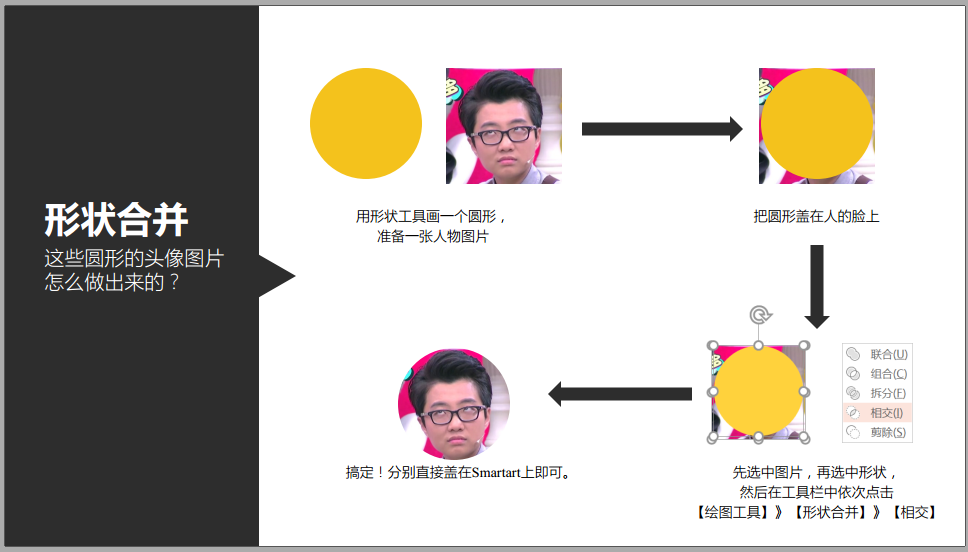 形状合并
这些圆形的头像图片
怎么做出来的？
用形状工具画一个圆形，
准备一张人物图片
把圆形盖在人的脸上
联合(U)
组合(C)
拆分(F)
相交(I)
剪除(S)
先选中图片，再选中形状，
然后在工具栏中依次点击
【绘图工具】》【形状合并】》【相交】
搞定！分别直接盖在Smartart上即可。